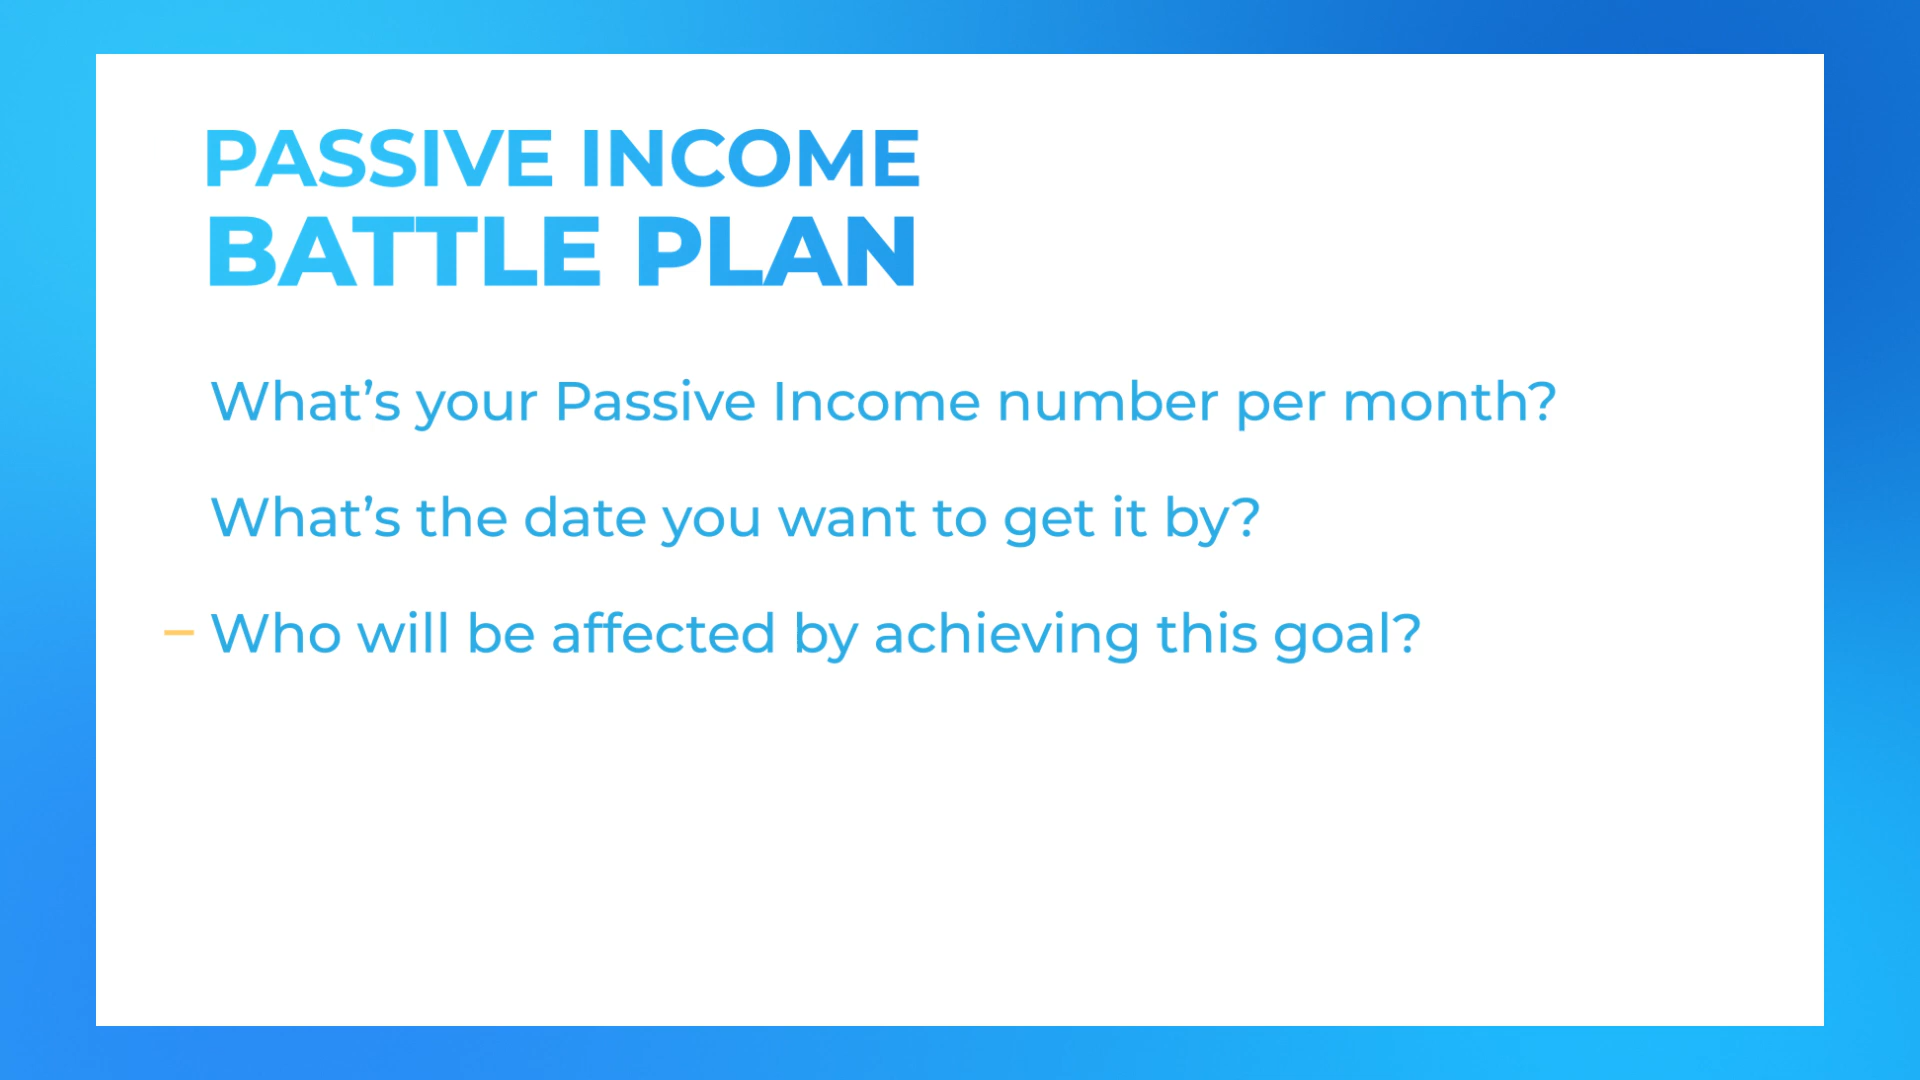 PASSIVE INCOME
BATTLE PLAN
What’s your Passive Income number per month?
What’s the date you want to get it by?
– Who will be affected by achieving this goal?